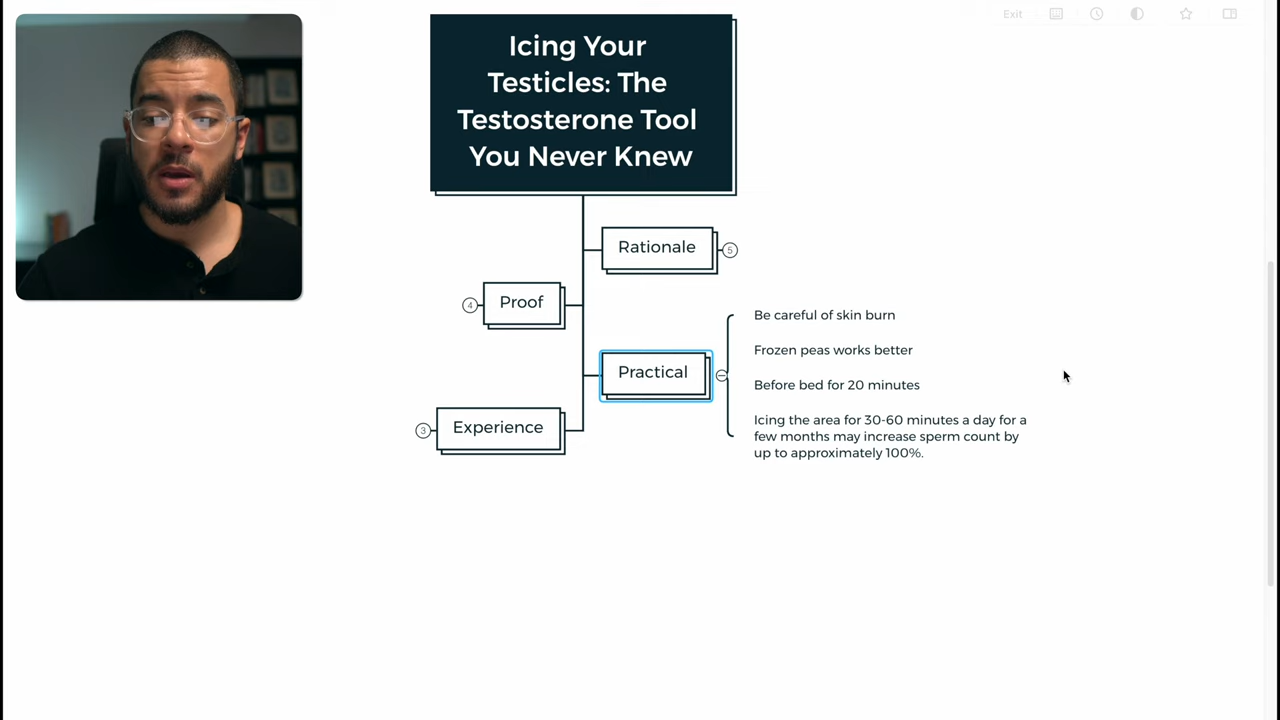 Exit
Icing Your
Testicles: The
Testosterone Tool
You Never Knew
Rationale
5
4
Proof
Practical
Be careful of skin burn
Frozen peas works better
Before bed for 20 minutes
Icing the area for 30-60 minutes a day for a
few months may increase sperm count by
up to approximately 100%.
3
Experience